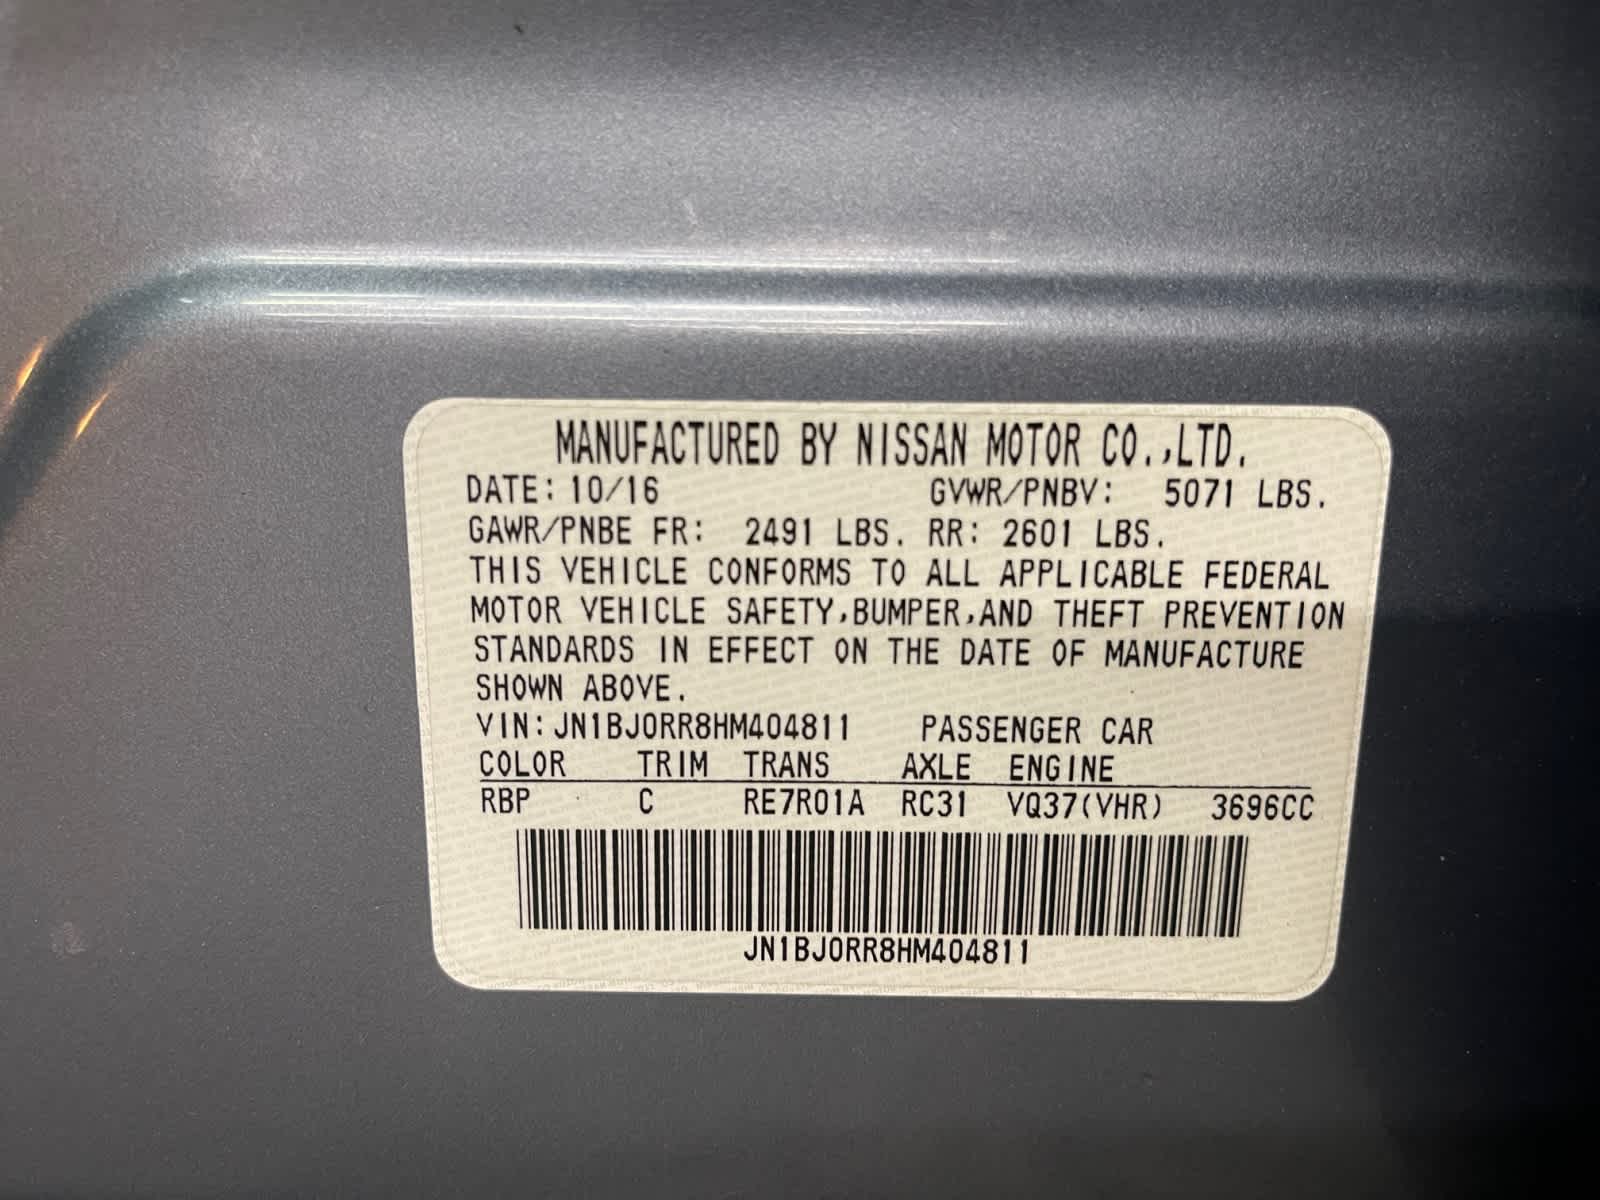 MANUFACTURED BY NISSAN MOTOR CO.,LTD.
DATE: 10/16 GVWR/PNBV: 5071 LBS.
GAWR/PNBE FR: 2491 LBS. RR: 2601 LBS.
THIS VEHICLE CONFORMS TO ALL APPLICABLE FEDERAL
MOTOR VEHICLE SAFETY,BUMPER,AND THEFT PREVENTION
STANDARDS IN EFFECT ON THE DATE OF MANUFACTURE
SHOWN ABOVE.
VIN: JN1BJ0RR8HM404811 PASSENGER CAR
COLOR TRIM TRANS AXLE ENGINE
RBP C RE7R01A RC31 VQ37(VHR) 3696CC
JN1BJ0RR8HM404811